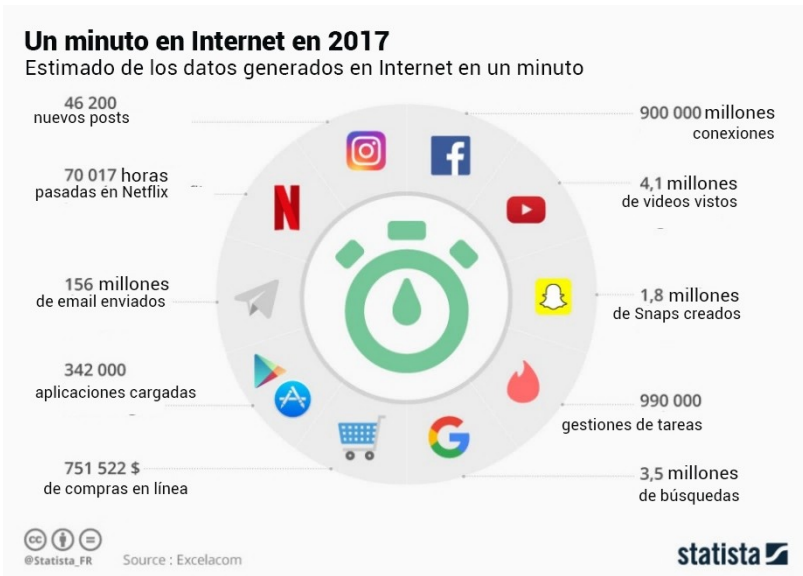 Un minuto en Internet en 2017
Estimado de los datos generados en Internet en un minuto
46 200
nuevos posts
70 017 horas
pasadas en Netflix
156 millones
de email enviados
342 000
aplicaciones cargadas
751 522 $
de compras en línea
900 000 millones
conexiones
4,1 millones
de videos vistos
1,8 millones
de Snaps creados
990 000
gestiones de tareas
3,5 millones
de búsquedas
@Statista_FR
Source : Excelacom
statista